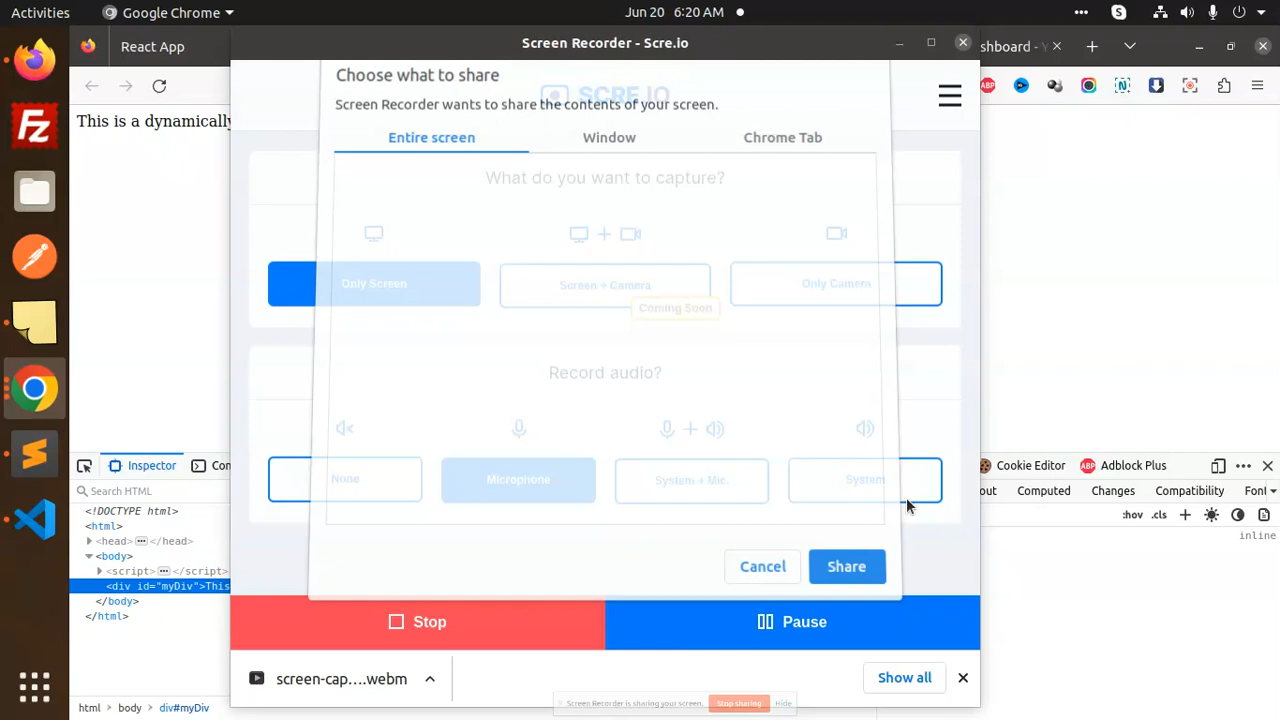 Activities
Google Chrome
Jun 20 6:20 AM
React App
Screen Recorder - Scre.io
shboard -
This is a dynamically
SCRE.IO
Choose what to share
Screen Recorder wants to share the contents of your screen.
Entire screen
Window
Chrome Tab
What do you want to capture?
Only Screen
Screen + Camera
Only Camera
Coming Soon
Record audio?
None
Microphone
System + Mic.
System
Cancel
Share
Stop
Pause
screen-cap....webm
Show all
Screen Recorder is sharing your screen.
Stop sharing
Hide
Inspector
Con
Cookie Editor
Adblock Plus
Search HTML
out
Computed
Changes
Compatibility
Font
:hov .cls
inline
<!DOCTYPE html>
<html>
<head> </head>
<body>
<script> </script>
<div id="myDiv">This
</body>
</html>
html
body
div#myDiv